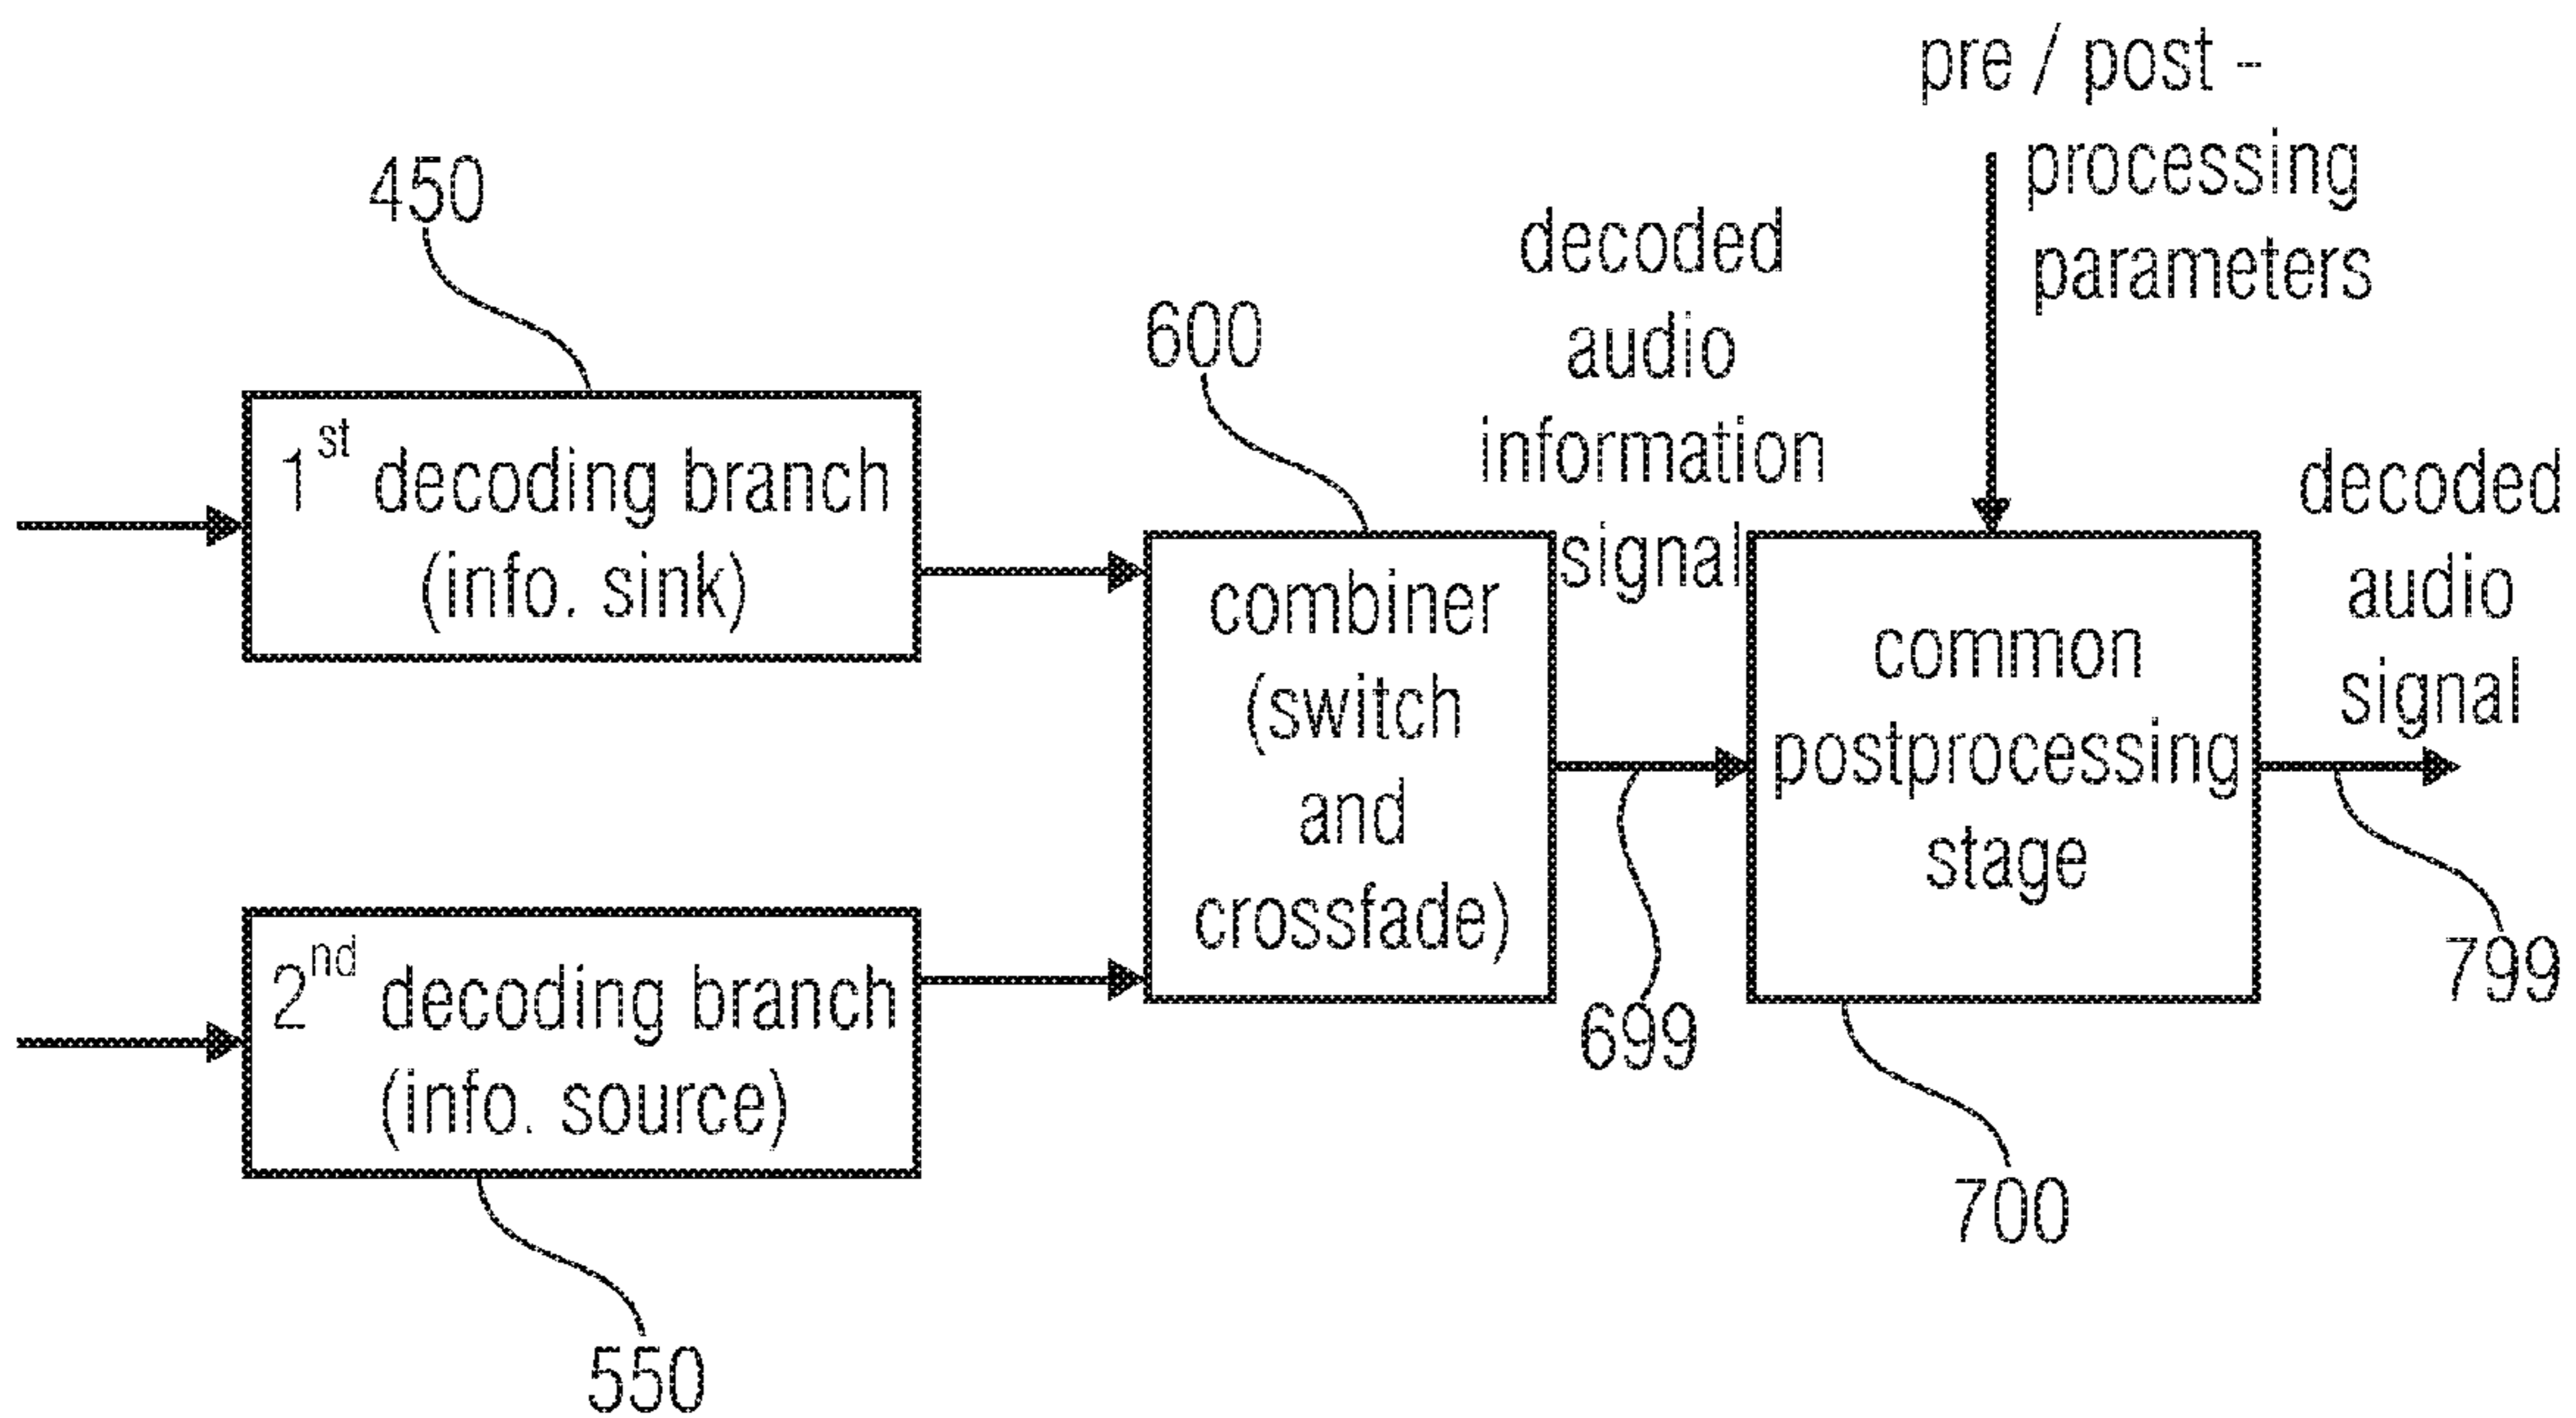 pre / post -
processing
parameters
450
decoded
audio
information
signal
600
decoded
audio
signal
1st decoding branch
(info. sink)
combiner
(switch
and
crossfade)
common
postprocessing
stage
2nd decoding branch
(info. source)
699
799
700
550